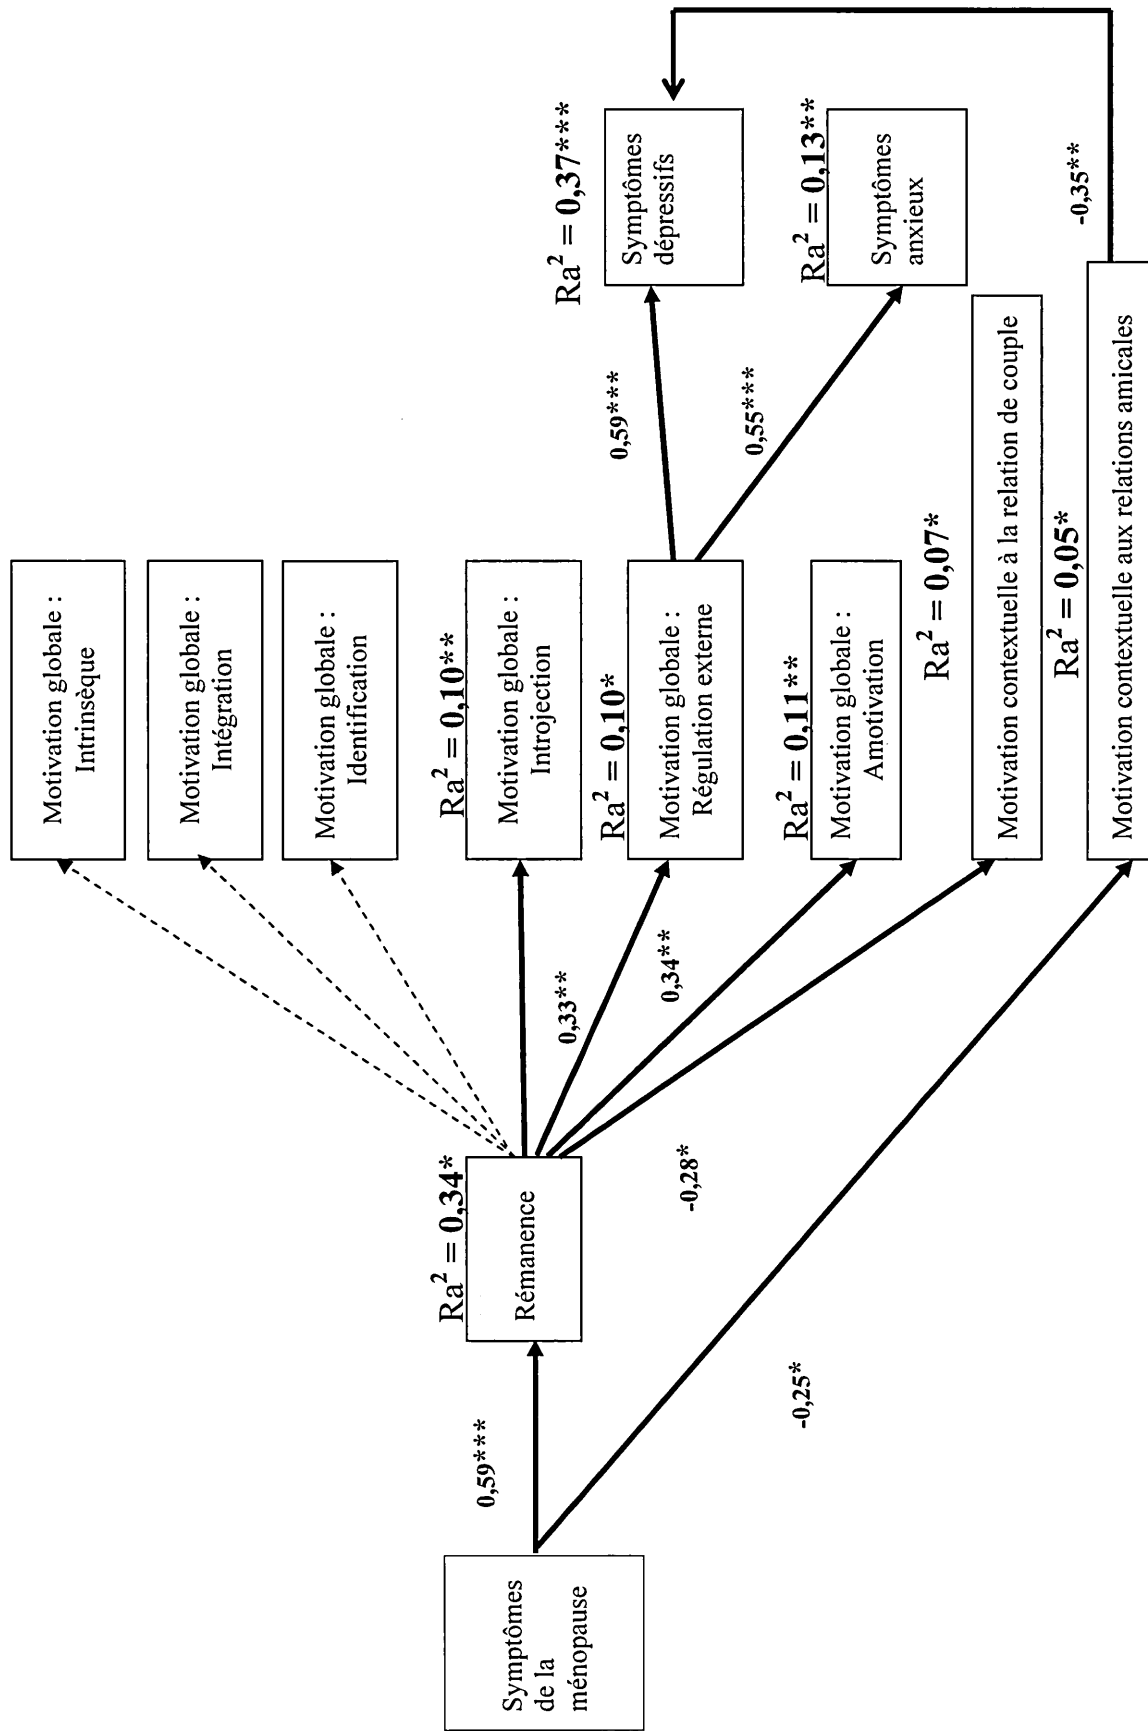 Symptômes
de la
ménopause
0,59***
-0,25*
Ra² = 0,34*
Rémanence
-0,28*
0,33**
0,34**
Motivation globale :
Intrinsèque
Motivation globale :
Intégration
Motivation globale :
Identification
Ra² = 0,10**
Motivation globale :
Introjection
Ra² = 0,10*
Motivation globale :
Régulation externe
Ra² = 0,11**
Motivation globale :
Amotivation
Ra² = 0,07*
Motivation contextuelle à la relation de couple
Ra² = 0,05*
Motivation contextuelle aux relations amicales
0,59***
0,55***
Ra² = 0,37***
Symptômes
dépressifs
Ra² = 0,13**
Symptômes
anxieux
-0,35**